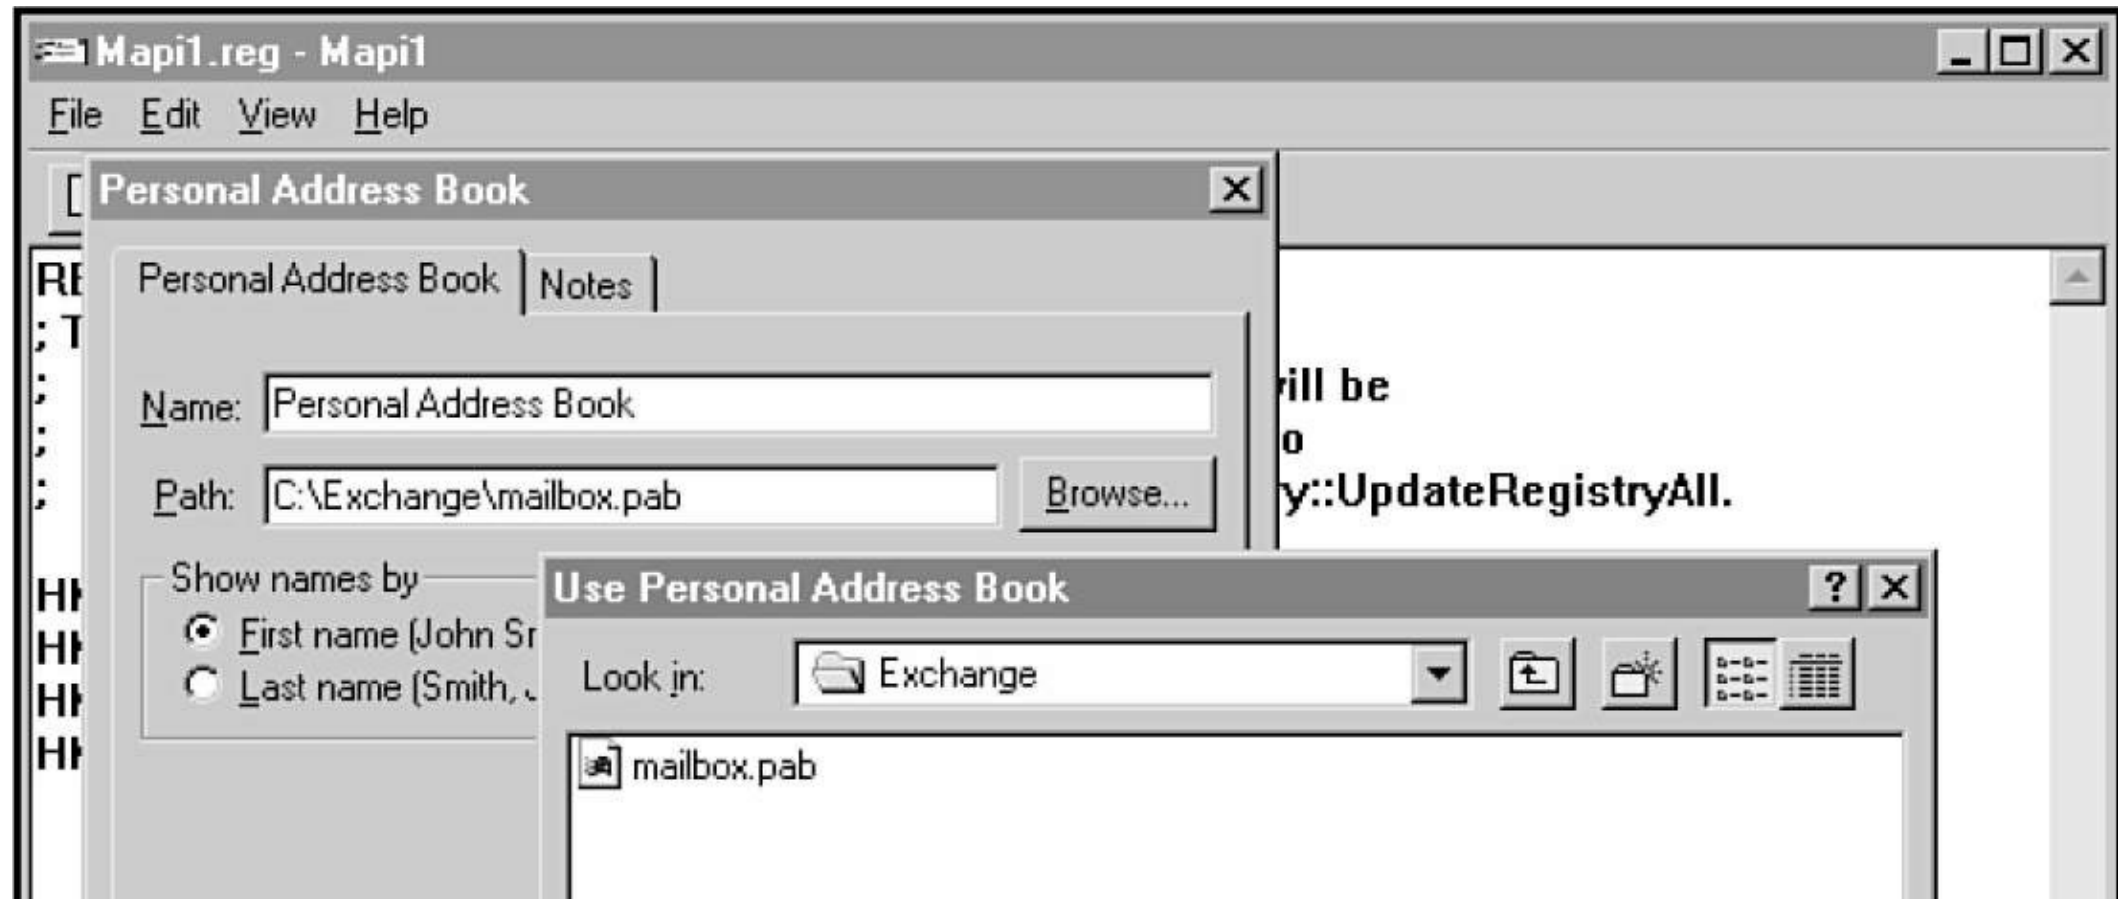 Mapi1.reg - Mapi1
File Edit View Help
Personal Address Book
Personal Address Book Notes
;
; be
;
; ::UpdateRegistryAll.
Name: Personal Address Book
Path: C:\Exchange\mailbox.pab Browse...
Show names by
First name (John
Last name (Smith,
Use Personal Address Book
Look in: Exchange
mailbox.pab